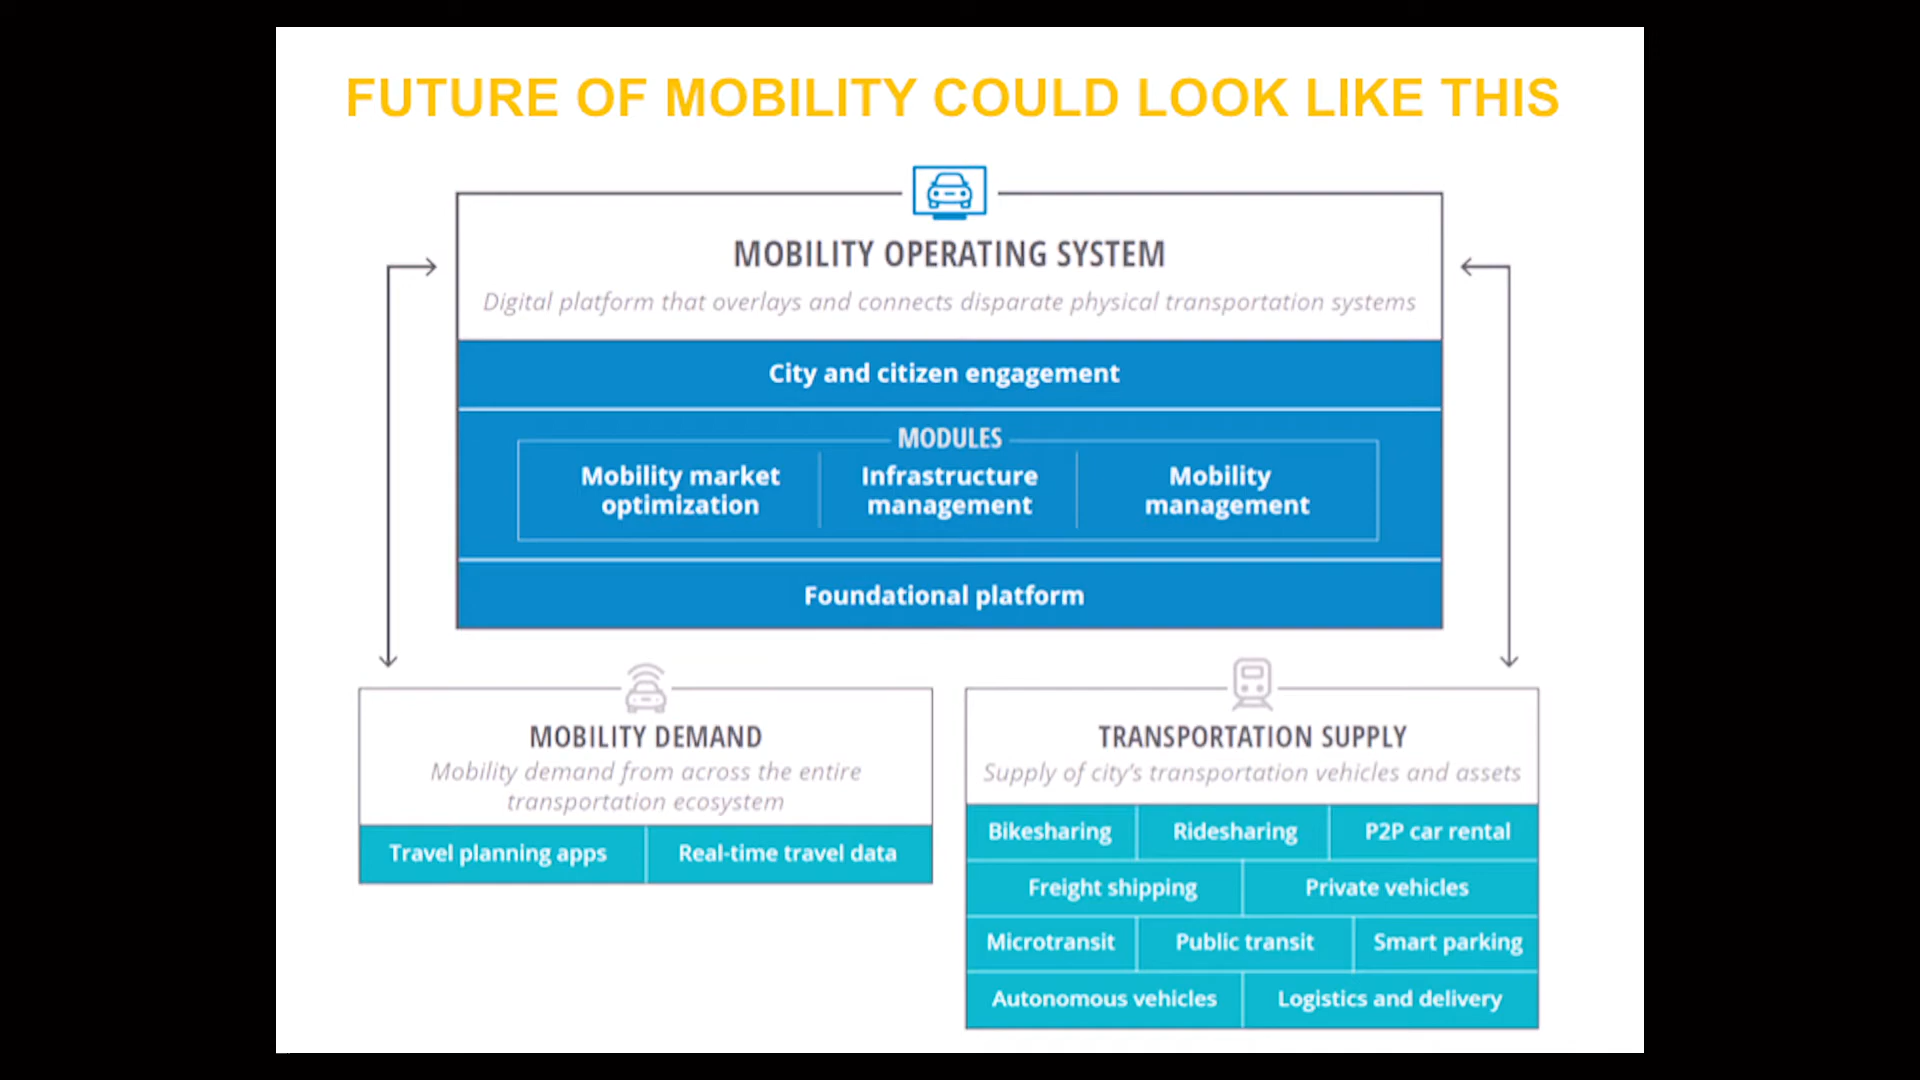 FUTURE OF MOBILITY COULD LOOK LIKE THIS
MOBILITY OPERATING SYSTEM
Digital platform that overlays and connects disparate physical transportation systems
City and citizen engagement
MODULES
Mobility market
optimization
Infrastructure
management
Mobility
management
Foundational platform
MOBILITY DEMAND
Mobility demand from across the entire
transportation ecosystem
Travel planning apps
Real-time travel data
TRANSPORTATION SUPPLY
Supply of city's transportation vehicles and assets
Bikesharing
Ridesharing
P2P car rental
Freight shipping
Private vehicles
Microtransit
Public transit
Smart parking
Autonomous vehicles
Logistics and delivery